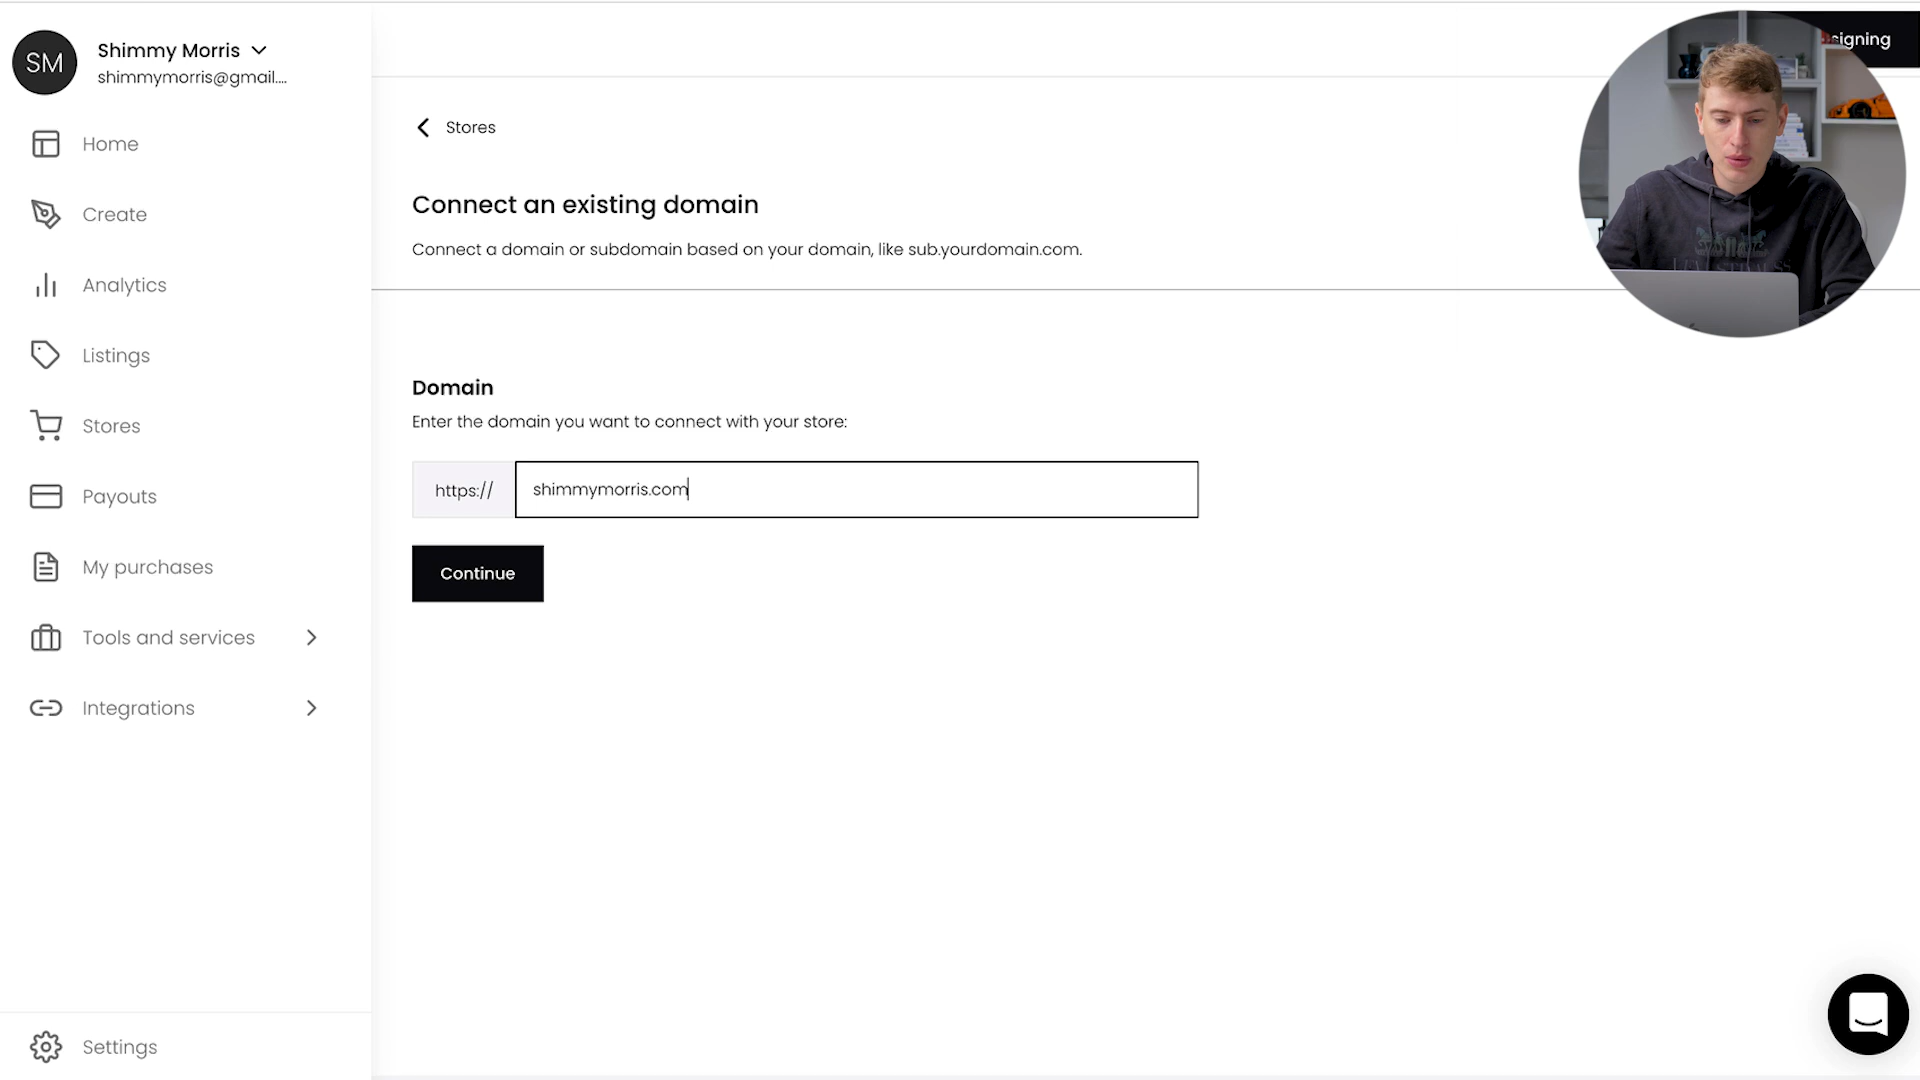 SM
Shimmy Morris
shimmymorris@gmail....
Home
Create
Analytics
Listings
Stores
Payouts
My purchases
Tools and services
Integrations
Settings
signing
Stores
Connect an existing domain
Connect a domain or subdomain based on your domain, like sub.yourdomain.com.
Domain
Enter the domain you want to connect with your store:
https://
shimmymorris.com
Continue